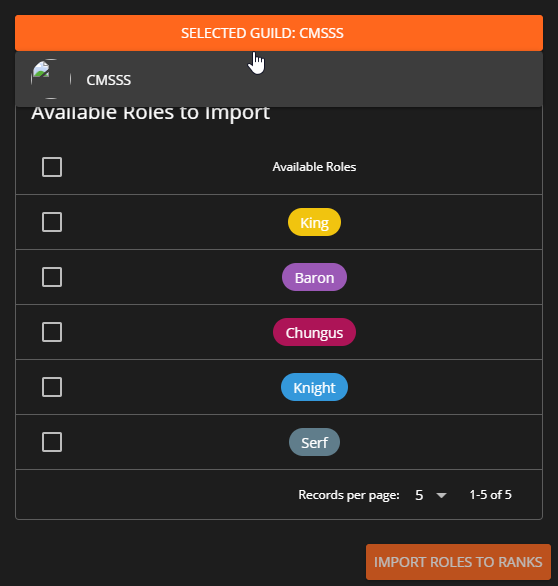 SELECTED GUILD: CMSSS
CMSSS
Available Roles to Import
Available Roles
King
Baron
Chungus
Knight
Serf
Records per page: 5 1-5 of 5
IMPORT ROLES TO RANKS